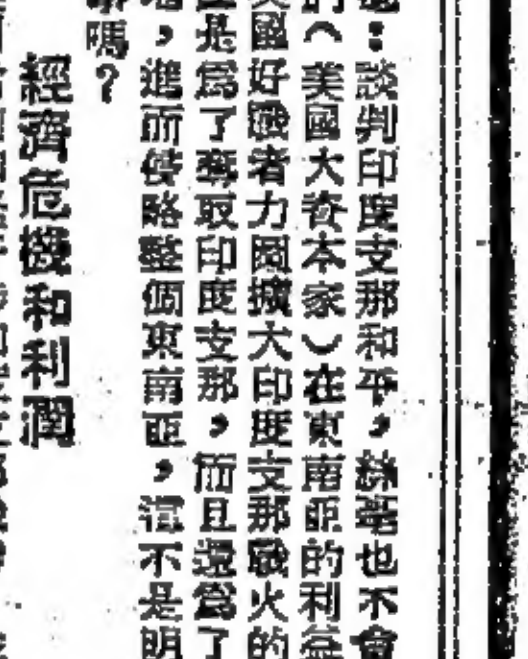 ：談判印度支那和平，絲毫也不會
的（美國大資本家）在東南亞的利益
美國好戰者力圖擴大印度支那戰火的
是爲了奪取印度支那，而且還爲了
，進而侵略整個東南亞，這不是明
嗎？
經濟危機和利潤